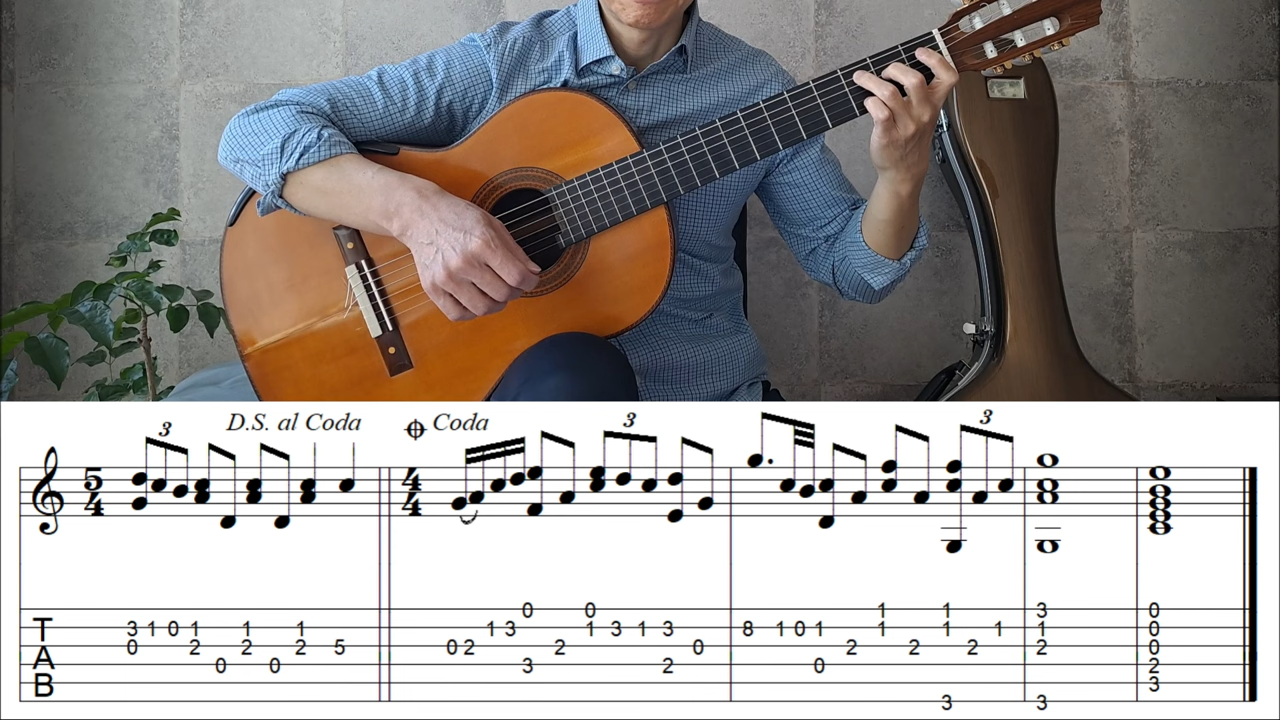 3 D.S. al Coda Coda 3 3
5 4 4
4 4 4
0 0 1 1 3
3 1 0 1 1 1 1 3 1 3 1 3 8 1 0 1 1 1 1 1 0
T
0 2 2 2 5 0 2 2 0 2 2 2 2 0
A
0 0 3 2 0 2
B
3
3 3